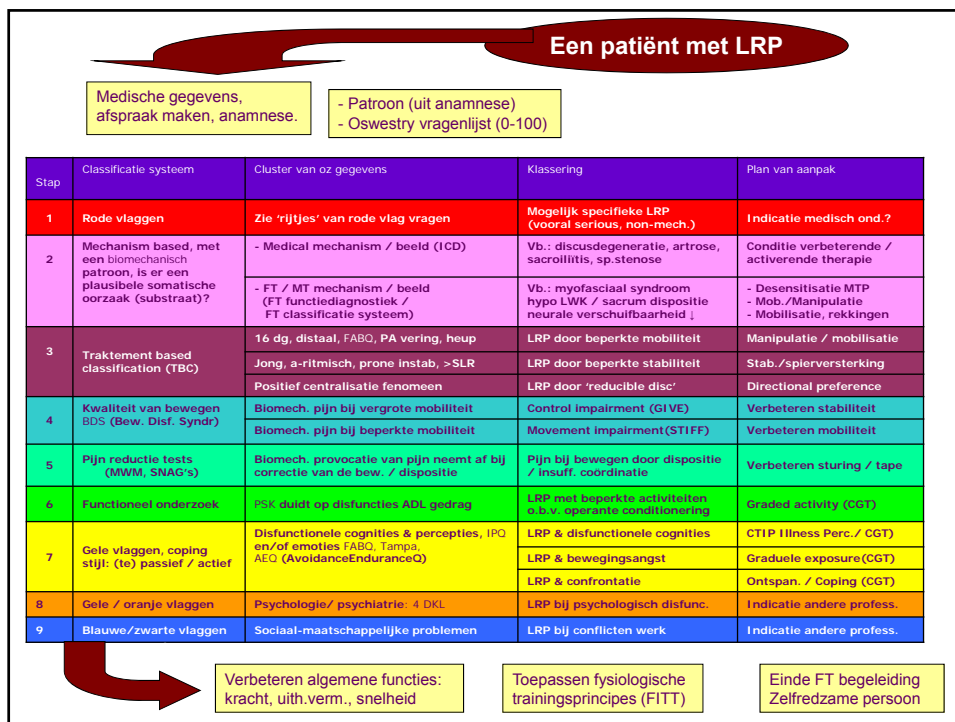 Een patiënt met LRP
Medische gegevens,
afspraak maken, anamnese.
- Patroon (uit anamnese)
- Oswestry vragenlijst (0-100)
Stap
Classificatie systeem
Cluster van oz gegevens
Klassering
Plan van aanpak
1
Rode vlaggen
Zie ‘rijtjes’ van rode vlag vragen
Mogelijk specifieke LRP
(vooral serious, non-mech.)
Indicatie medisch ond.?
2
Mechanism based, met
een biomechanisch
patroon, is er een
plausibele somatische
oorzaak (substraat)?
- Medical mechanism / beeld (ICD)
Vb.: discusdegeneratie, artrose,
sacroiliïtis, sp.stenose
Conditie verbeterende /
activerende therapie
- FT / MT mechanism / beeld
(FT functiediagnostiek /
FT classificatie systeem)
Vb.: myofasciaal syndroom
hypo LWK / sacrum dispositie
neurale verschuifbaarheid ↓
- Desensitisatie MTP
- Mob./Manipulatie
- Mobilisatie, rekkingen
3
Traktement based
classification (TBC)
16 dg, distaal, FABQ, PA vering, heup
LRP door beperkte mobiliteit
Manipulatie / mobilisatie
Jong, a-ritmisch, prone instab, >SLR
LRP door beperkte stabiliteit
Stab./spierversterking
Positief centralisatie fenomeen
LRP door ‘reducible disc’
Directional preference
4
Kwaliteit van bewegen
BDS (Bew. Disf. Syndr)
Biomech. pijn bij vergrote mobiliteit
Control impairment (GIVE)
Verbeteren stabiliteit
Biomech. pijn bij beperkte mobiliteit
Movement impairment(STIFF)
Verbeteren mobiliteit
5
Pijn reductie tests
(MWM, SNAG’s)
Biomech. provocatie van pijn neemt af bij
correctie van de bew. / dispositie
Pijn bij bewegen door dispositie
/ insuff. coördinatie
Verbeteren sturing / tape
6
Functioneel onderzoek
PSK duidt op disfuncties ADL gedrag
LRP met beperkte activiteiten
o.b.v. operante conditionering
Graded activity (CGT)
7
Gele vlaggen, coping
stijl: (te) passief / actief
Disfunctionele cognities & percepties, IPQ
en/of emoties FABQ, Tampa,
AEQ (AvoidanceEnduranceQ)
LRP & disfunctionele cognities
CTIP Illness Perc./ CGT)
LRP & bewegingsangst
Graduele exposure(CGT)
LRP & confrontatie
Ontspan. / Coping (CGT)
8
Gele / oranje vlaggen
Psychologie/ psychiatrie: 4 DKL
LRP bij psychologisch disfunc.
Indicatie andere profess.
9
Blauwe/zwarte vlaggen
Sociaal-maatschappelijke problemen
LRP bij conflicten werk
Indicatie andere profess.
Verbeteren algemene functies:
kracht, uith.verm., snelheid
Toepassen fysiologische
trainingsprincipes (FITT)
Einde FT begeleiding
Zelfredzame persoon